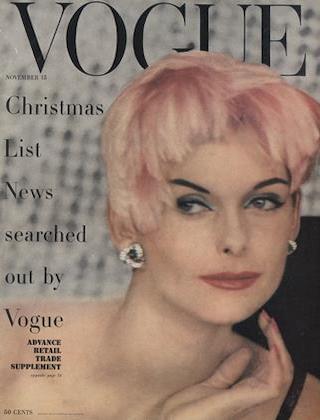 VOGUE
NOVEMBER 15
Christmas
List
News
searched
out by
Vogue
ADVANCE
RETAIL
TRADE
SUPPLEMENT
50 CENTS